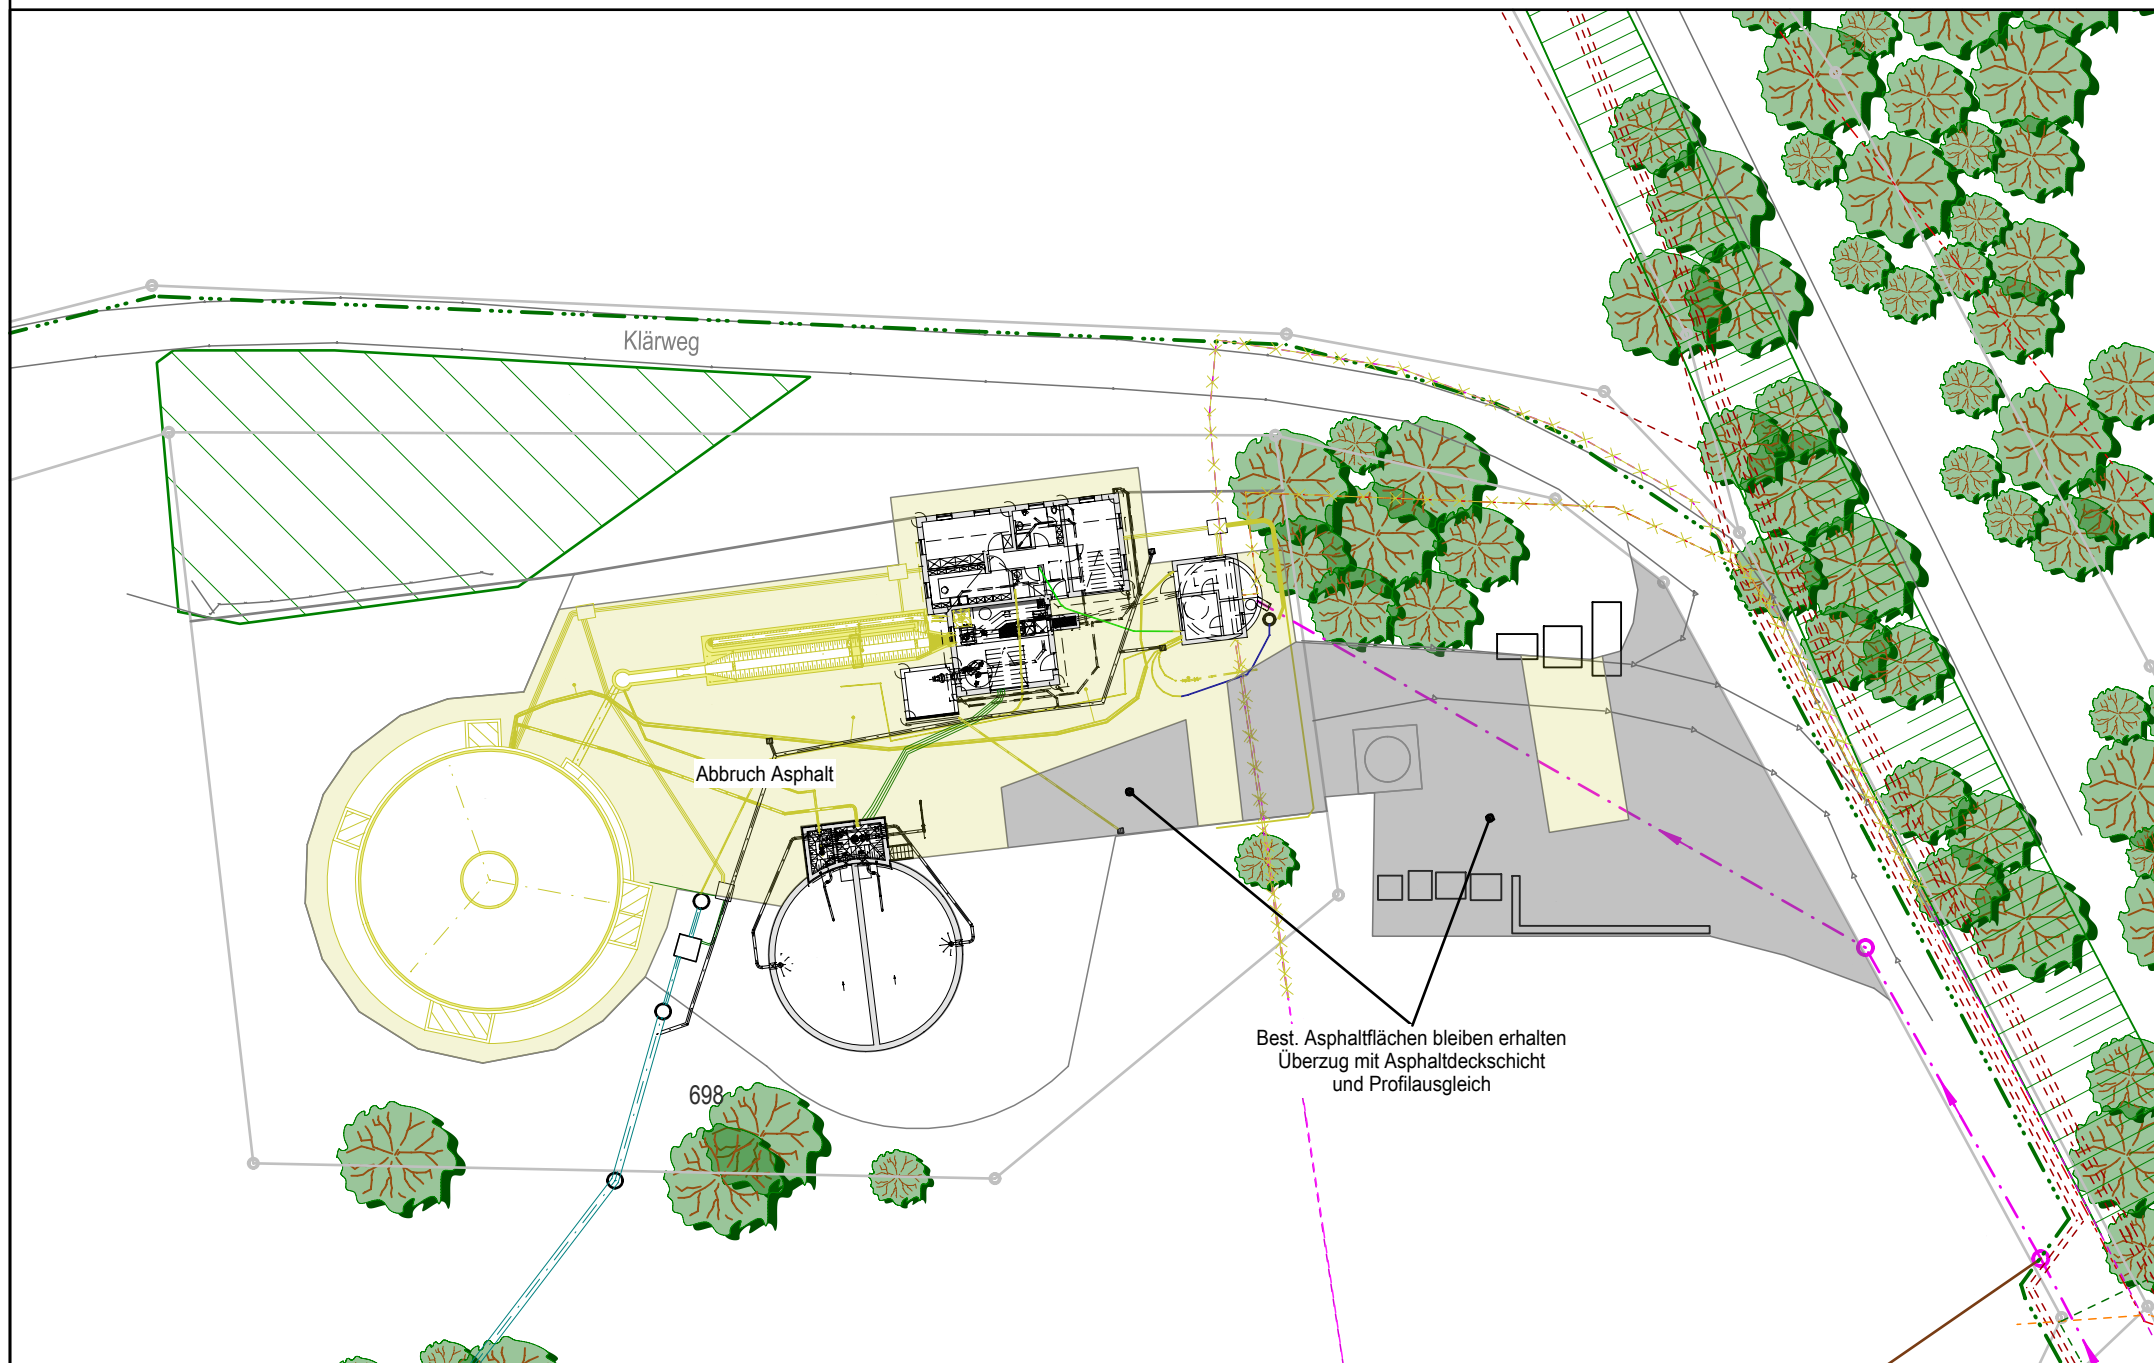 Klärweg
Abbruch Asphalt
Best. Asphaltflächen bleiben erhalten
Überzug mit Asphaltdeckschicht
und Profilausgleich
698